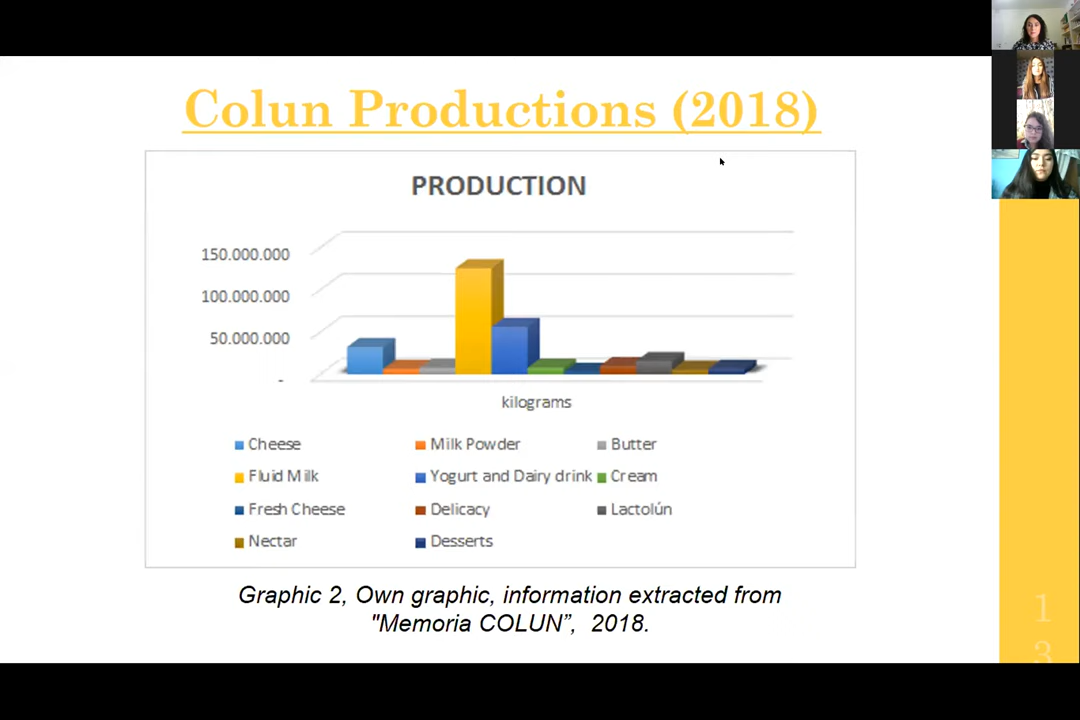 Colun Productions (2018)
PRODUCTION
150.000.000
100.000.000
50.000.000
-
kilograms
Cheese
Milk Powder
Butter
Fluid Milk
Yogurt and Dairy drink
Cream
Fresh Cheese
Delicacy
Lactolún
Nectar
Desserts
Graphic 2, Own graphic, information extracted from
"Memoria COLUN”, 2018.
1
3